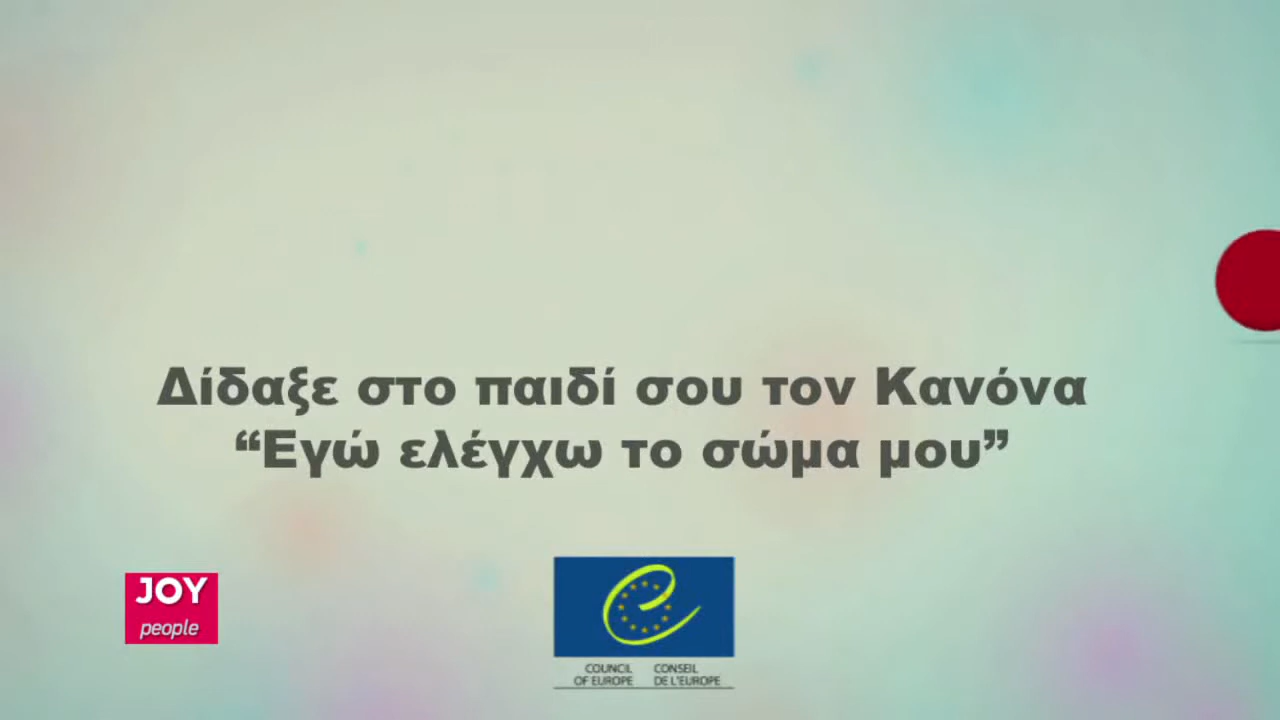 Δίδαξε στο παιδί σου τον Κανόνα
“Εγώ ελέγχω το σώμα μου”
JOY
people
COUNCIL OF EUROPE
CONSEIL DE L'EUROPE